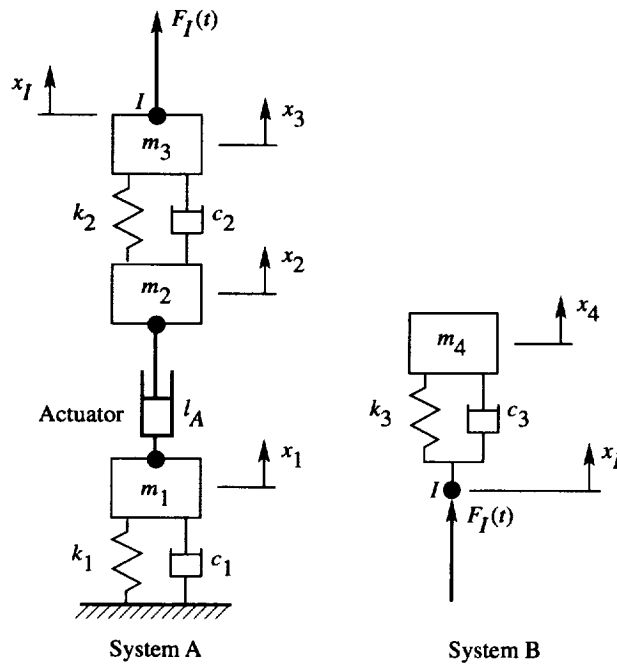 F_I(t)
x_I
I
x_3
m_3
k_2
c_2
x_2
m_2
x_4
m_4
Actuator
l_A
k_3
c_3
x_1
m_1
I
x_I
F_I(t)
k_1
c_1
System A
System B